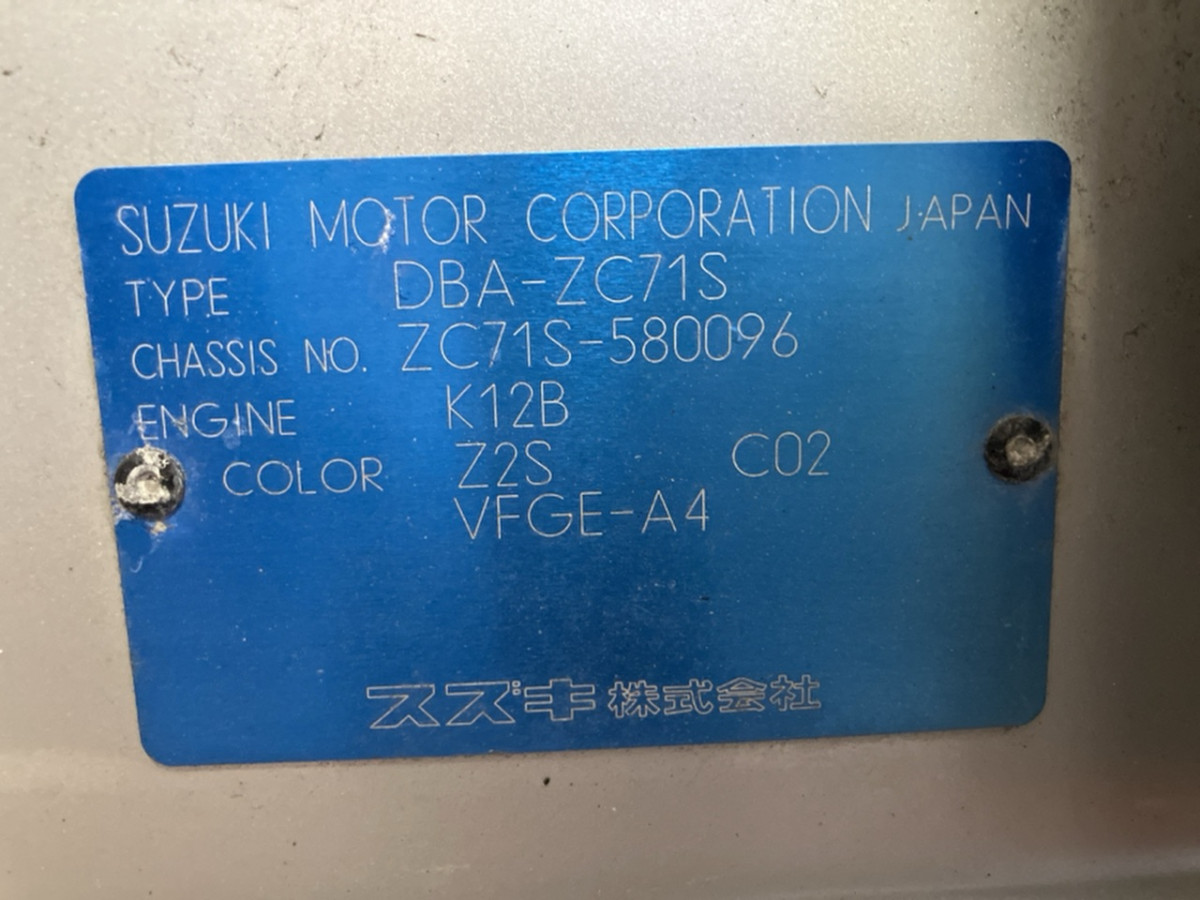 SUZUKI MOTOR CORPORATION JAPAN
TYPE DBA-ZC71S
CHASSIS NO. ZC71S-580096
ENGINE K12B
COLOR Z2S C02
VFGE-A4
スズキ株式会社